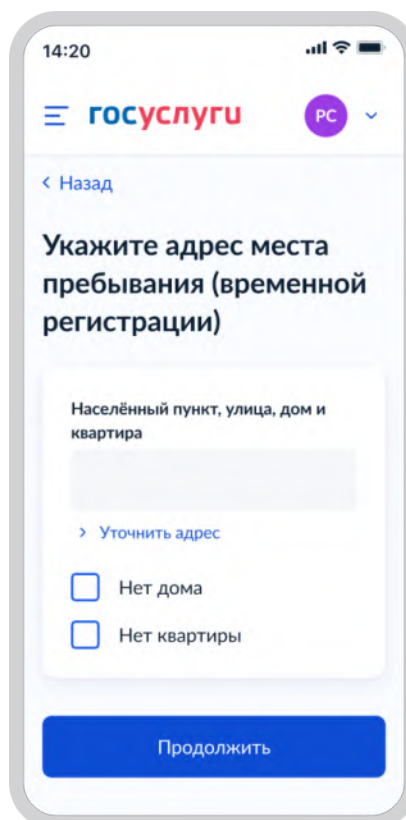 14:20
госуслуги
РС
Назад
Укажите адрес места
пребывания (временной
регистрации)
Населённый пункт, улица, дом и
квартира
Уточнить адрес
Нет дома
Нет квартиры
Продолжить